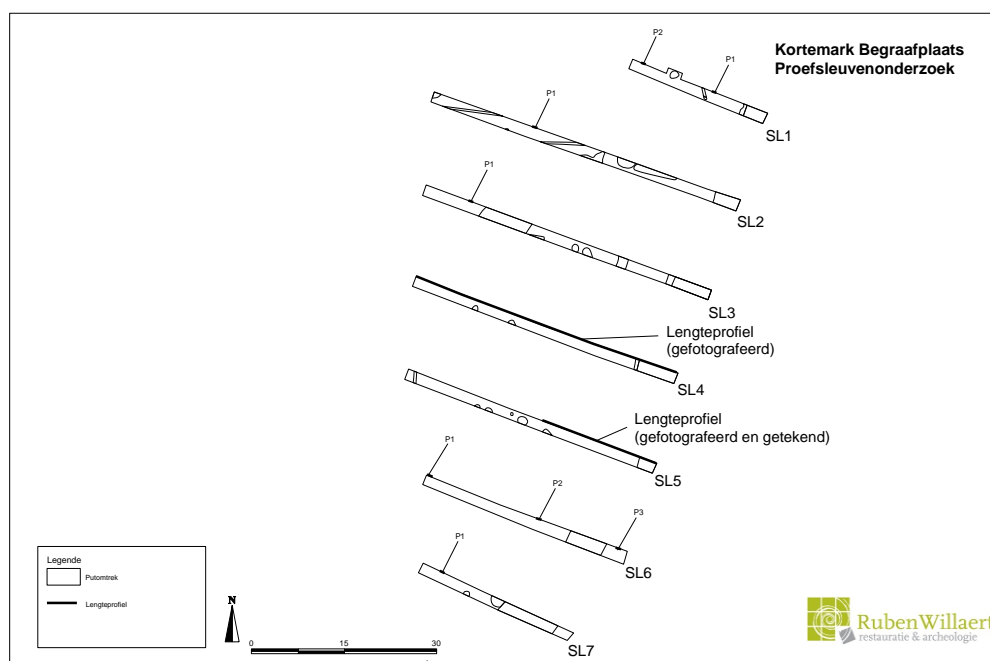 Kortemark Begraafplaats
Proefsleuvenonderzoek
P2
P1
SL1
P1
SL2
P1
SL3
Lengteprofiel
(gefotografeerd)
SL4
Lengteprofiel
(gefotografeerd en getekend)
SL5
P1
P2
P3
SL6
P1
SL7
Legende
Putomtrek
Lengteprofiel
N
0 15 30
RubenWillaert
restauratie & archeologie